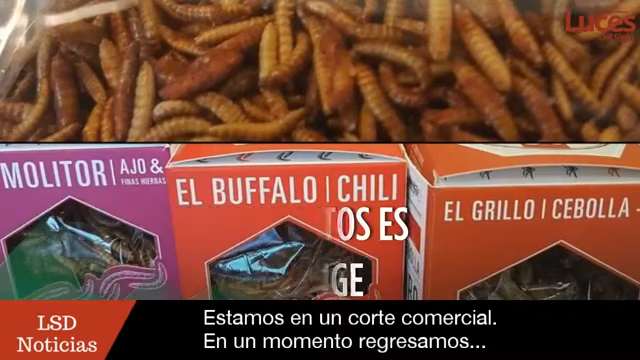 Luces
MOLITOR | AJO &
FINAS HIERBAS
EL BUFFALO | CHILI
EL GRILLO | CEBOLLA
OS ES
GE
LSD
Noticias
Estamos en un corte comercial.
En un momento regresamos...